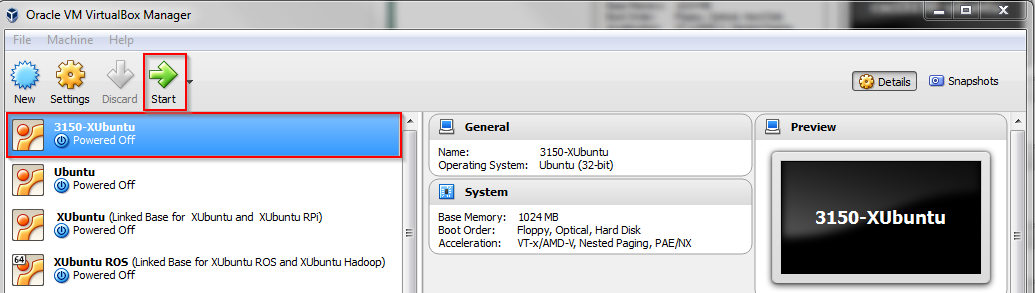 Oracle VM VirtualBox Manager
File Machine Help
New Settings Discard Start
Details Snapshots
3150-XUbuntu
Powered Off
Ubuntu
Powered Off
XUbuntu (Linked Base for XUbuntu and XUbuntu RPi)
Powered Off
64
XUbuntu ROS (Linked Base for XUbuntu ROS and XUbuntu Hadoop)
Powered Off
General
Name: 3150-XUbuntu
Operating System: Ubuntu (32-bit)
System
Base Memory: 1024 MB
Boot Order: Floppy, Optical, Hard Disk
Acceleration: VT-x/AMD-V, Nested Paging, PAE/NX
Preview
3150-XUbuntu